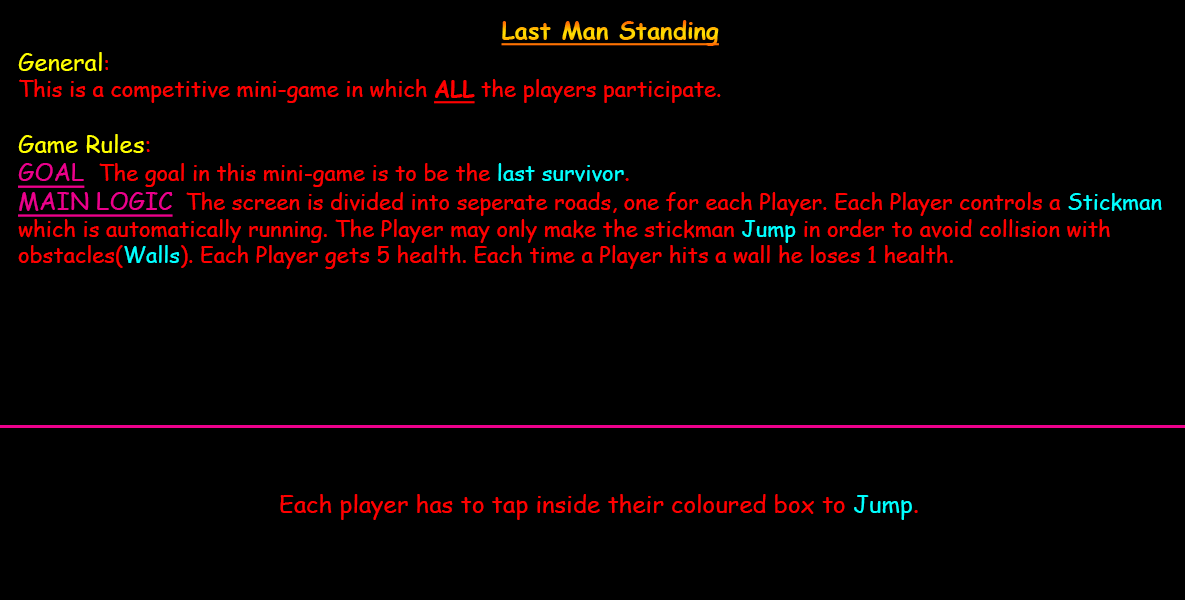 Last Man Standing
General:
This is a competitive mini-game in which ALL the players participate.
Game Rules:
GOAL The goal in this mini-game is to be the last survivor.
MAIN LOGIC The screen is divided into seperate roads, one for each Player. Each Player controls a Stickman
which is automatically running. The Player may only make the stickman Jump in order to avoid collision with
obstacles(Walls). Each Player gets 5 health. Each time a Player hits a wall he loses 1 health.
Each player has to tap inside their coloured box to Jump.